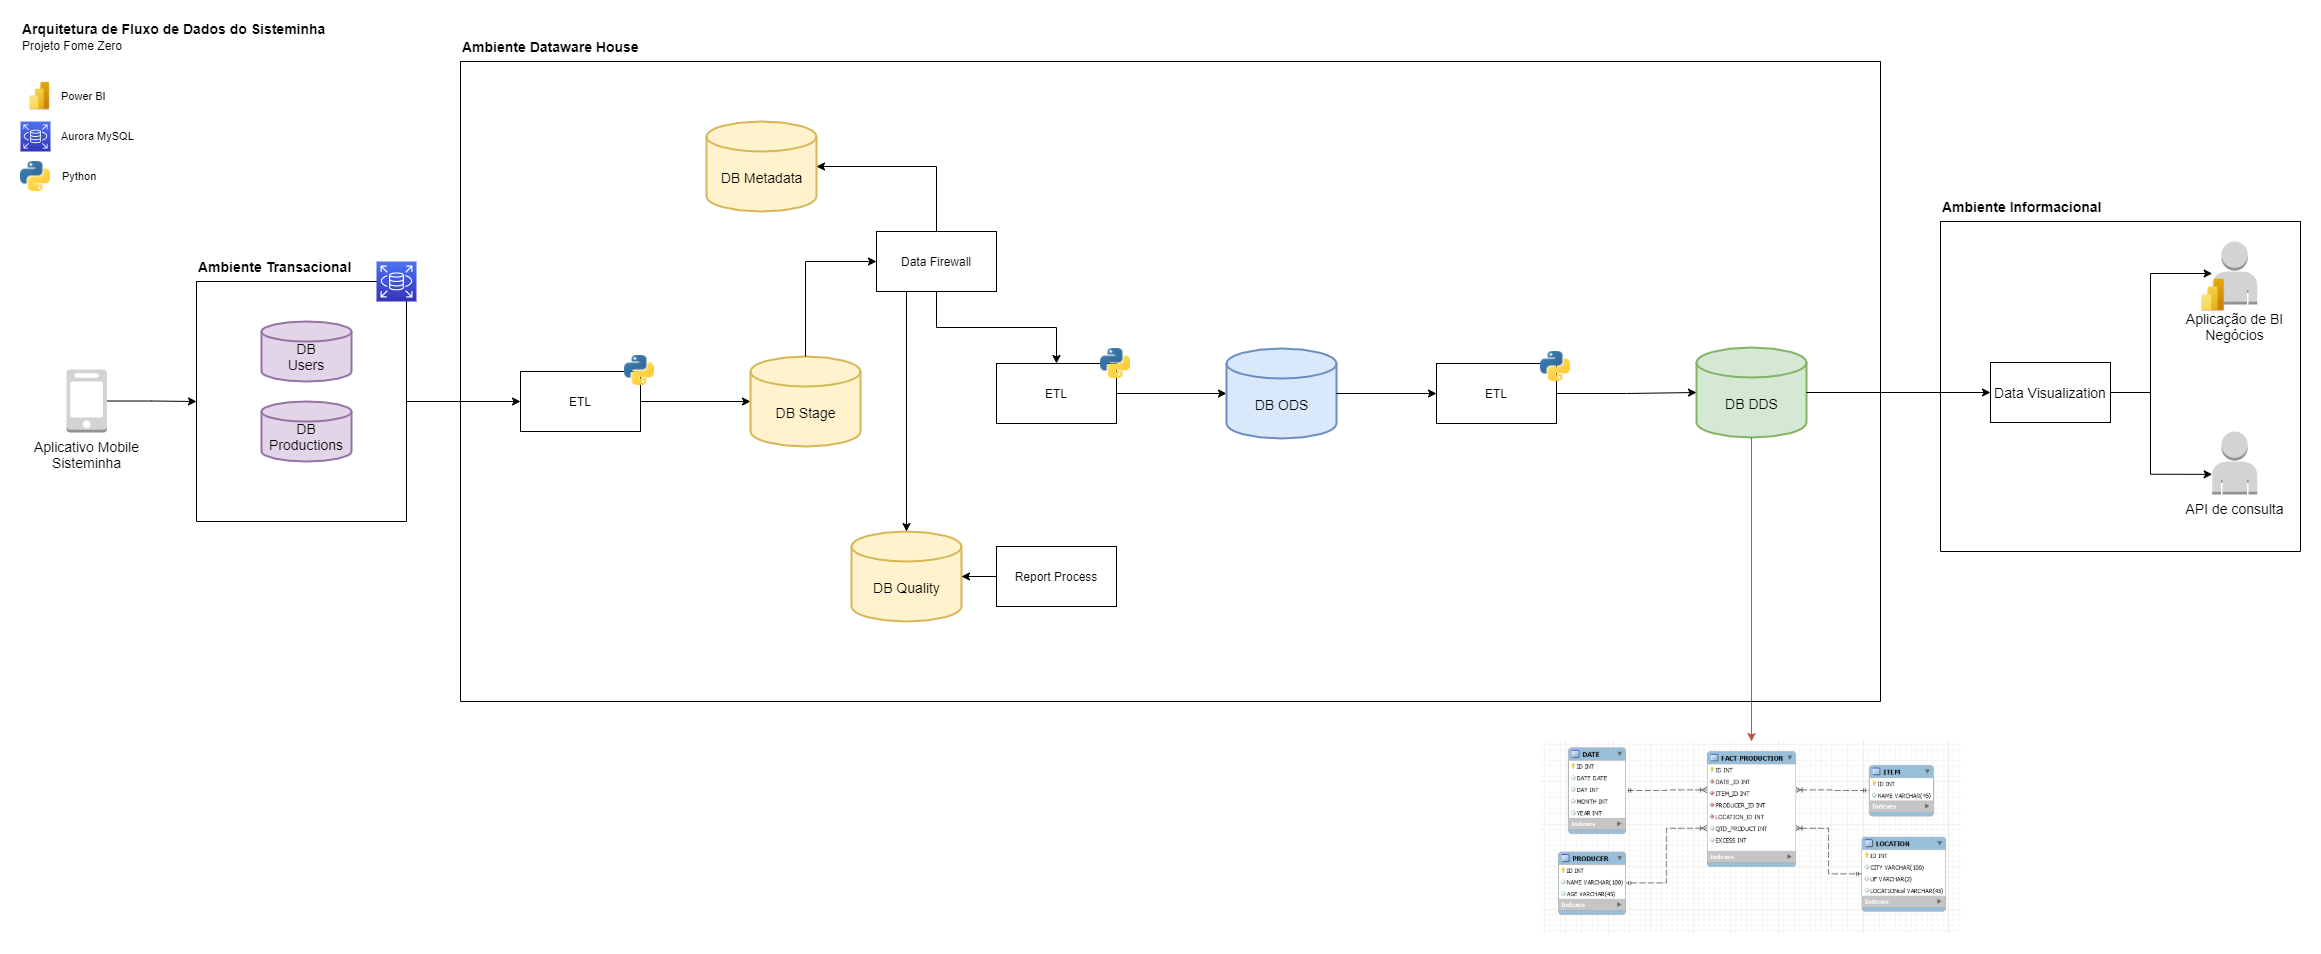 Arquitetura de Fluxo de Dados do Sisteminha
Projeto Fome Zero
Power BI
Aurora MySQL
Python
Aplicativo Mobile
Sisteminha
Ambiente Transacional
DB
Users
DB
Productions
Ambiente Dataware House
ETL
DB Stage
DB Metadata
Data Firewall
DB Quality
Report Process
ETL
DB ODS
ETL
DB DDS
Ambiente Informacional
Data Visualization
Aplicação de BI
Negócios
API de consulta
DATE
ID INT
DATE DATE
DAY INT
MONTH INT
YEAR INT
Indexes
PRODUCER
ID INT
NAME VARCHAR(100)
AGE VARCHAR(45)
Indexes
FACT PRODUCTION
ID INT
DATE_ID INT
ITEM_ID INT
PRODUCER_ID INT
LOCATION_ID INT
QTD_PRODUCT INT
EXCESS INT
Indexes
ITEM
ID INT
NAME VARCHAR(45)
Indexes
LOCATION
ID INT
CITY VARCHAR(100)
UF VARCHAR(2)
LOCATIONcol VARCHAR(45)
Indexes